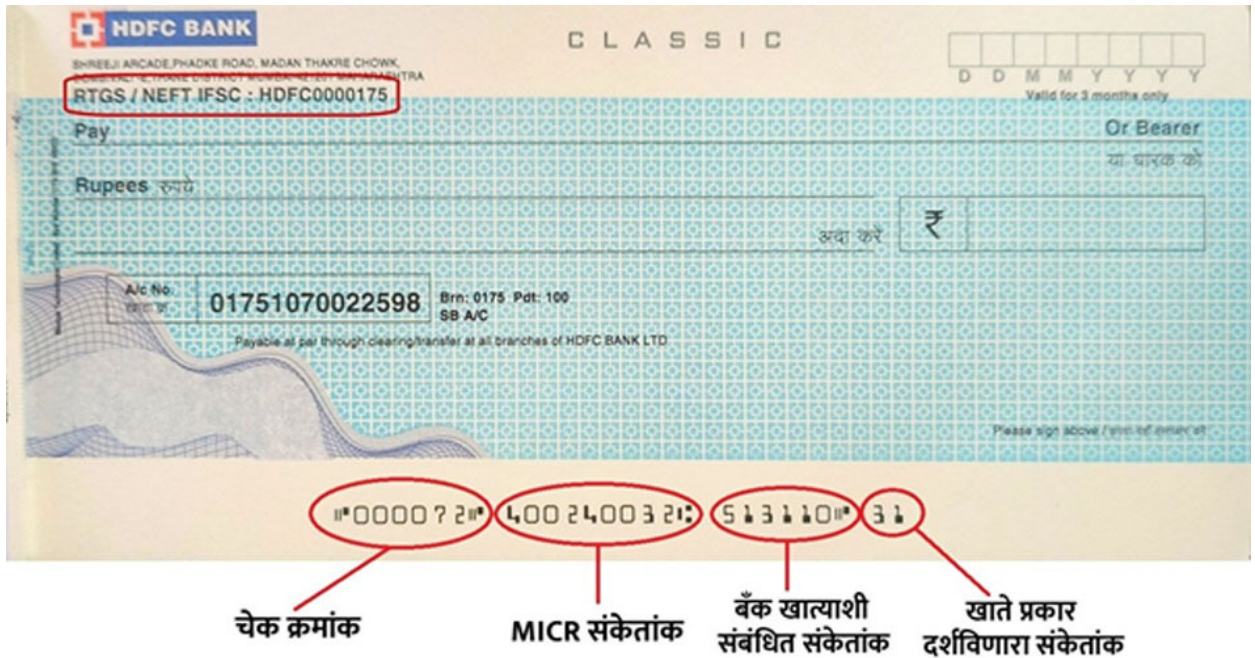 HDFC BANK
CLASSIC
SHREEJI ARCADE,PHADKE ROAD, MADAN THAKRE CHOWK,
RTGS / NEFT IFSC : HDFC0000175
D D M M Y Y Y Y
Valid for 3 months only
Pay
Or Bearer
या धारक को
Rupees रुपये
अदा करें
₹
A/c No.
01751070022598
Brn: 0175 Pdt: 100
SB A/C
Payable at par through clearing/transfer at all branches of HDFC BANK LTD
Please sign above /
⑈000072⑈ 400240032⑆ 513110⑈ 31
चेक क्रमांक
MICR संकेतांक
बँक खात्याशी
संबंधित संकेतांक
खाते प्रकार
दर्शविणारा संकेतांक